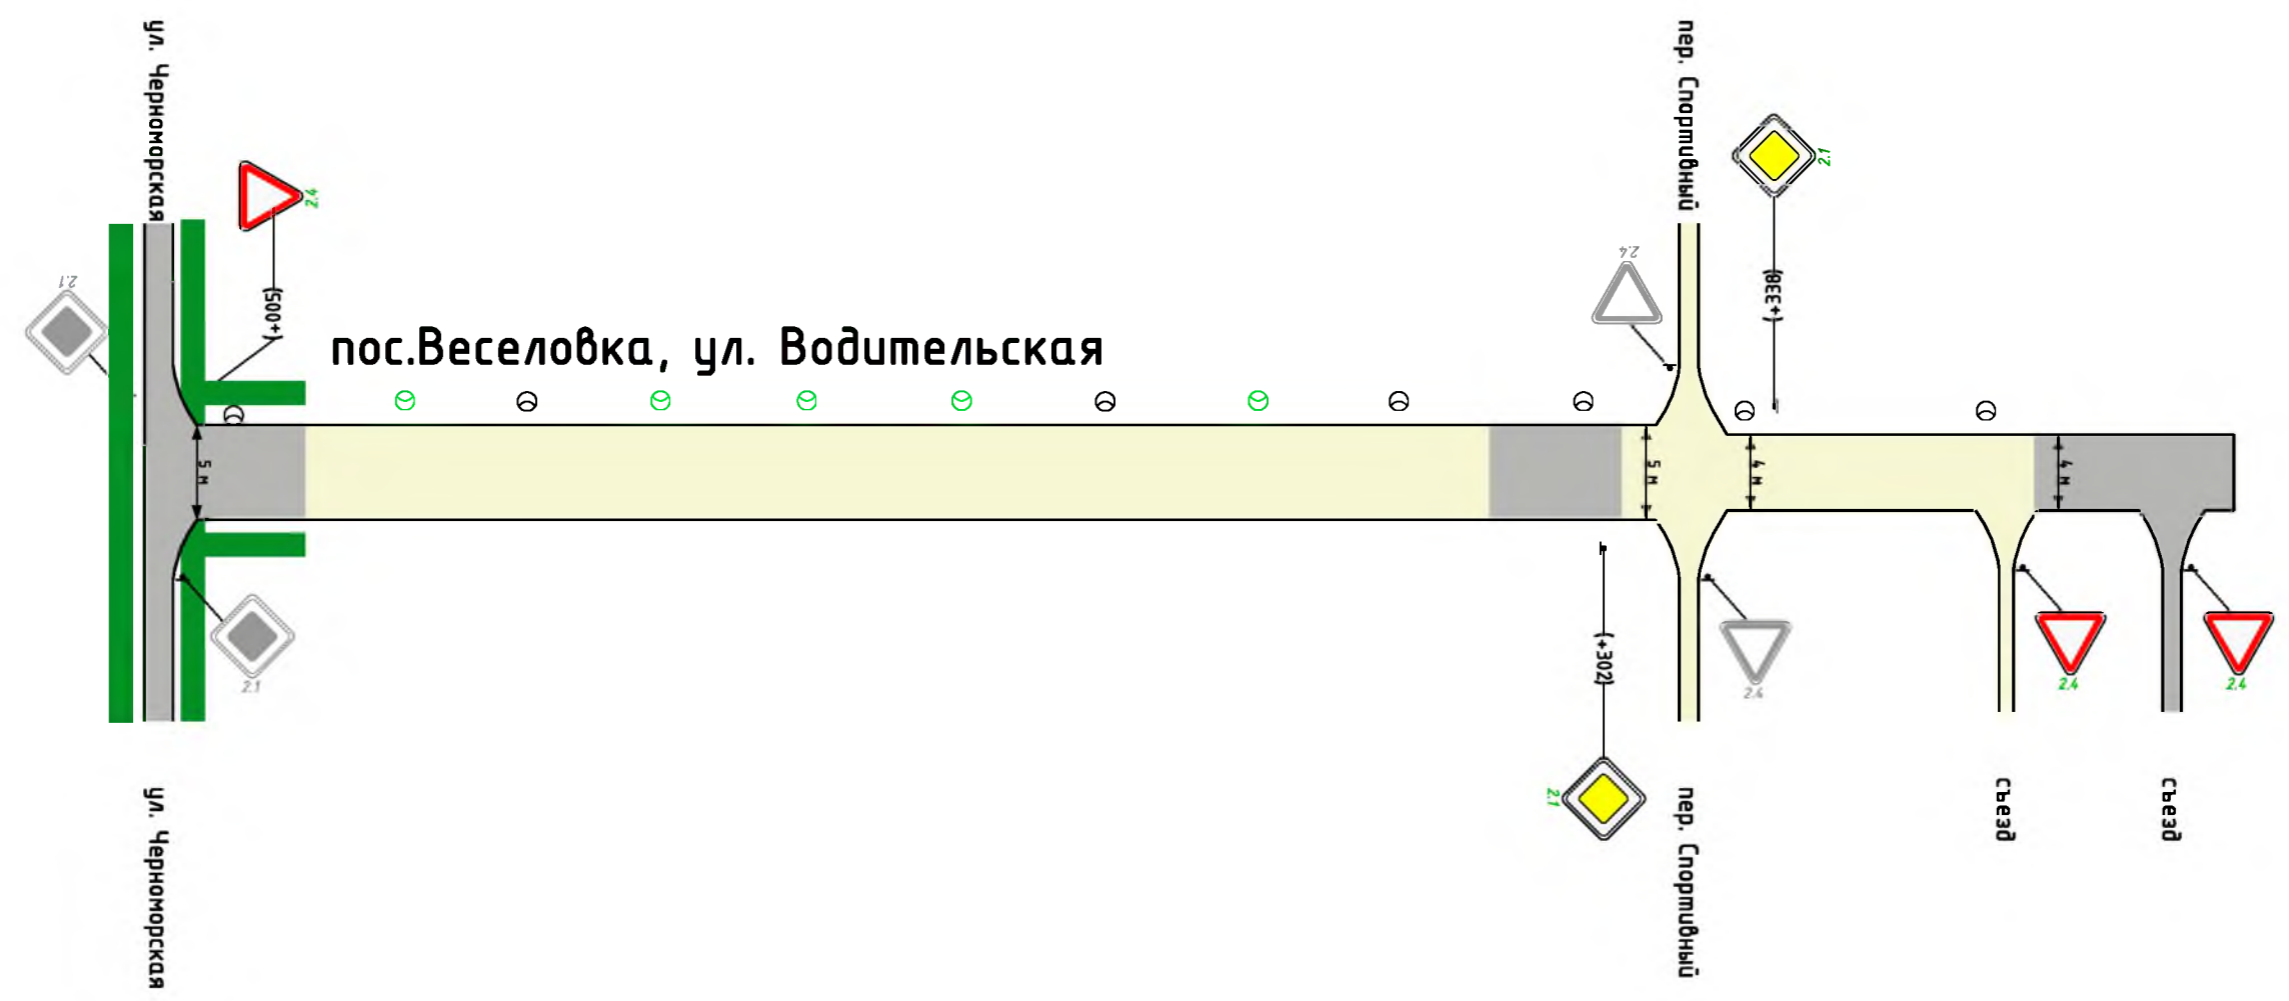 ул. Черноморская
пер. Спортивный
2.1
2.4
2.4
2.1
(+005)
(+338)
пос.Веселовка, ул. Водительская
5 м
5 м
4 м
4 м
(+302)
2.1
2.4
2.4
2.4
2.1
ул. Черноморская
пер. Спортивный
съезд
съезд